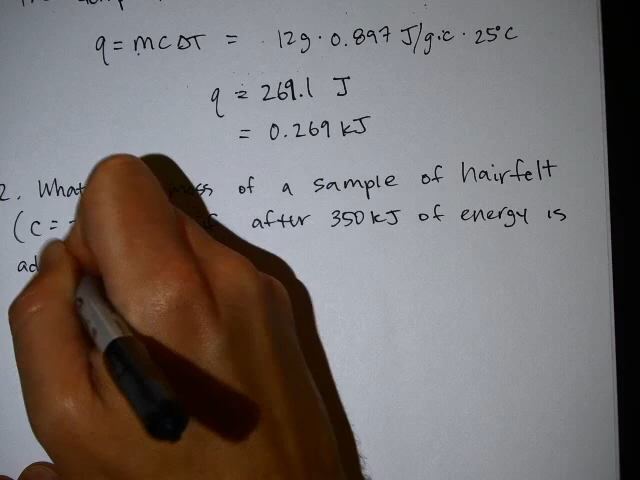 q = mcΔT = 12g · 0.897 J/g·c · 25°C
q = 269.1 J
= 0.269 kJ
2. What of a sample of hairfelt
(c = after 350 kJ of energy is
ad